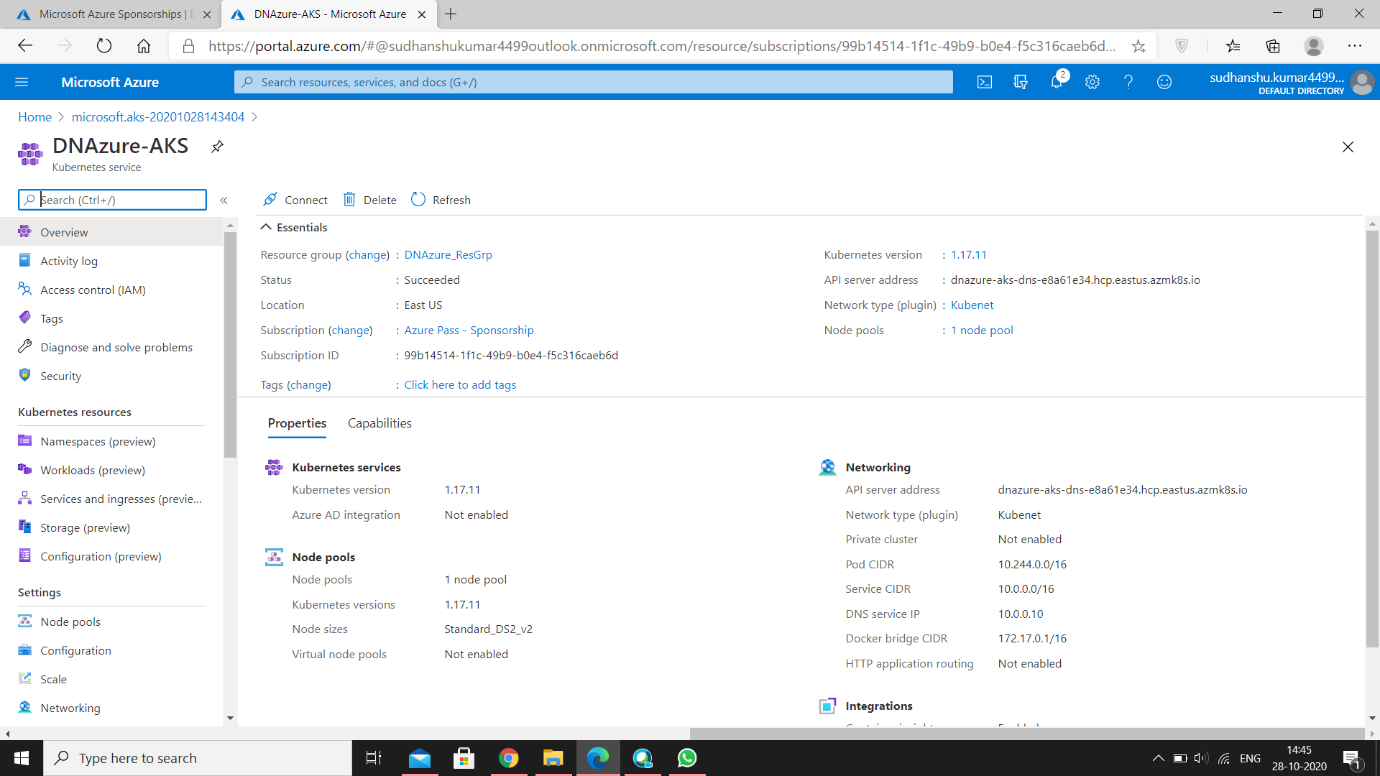 Microsoft Azure Sponsorships | E
DNAzure-AKS - Microsoft Azure
https://portal.azure.com/#@sudhanshukumar4499outlook.onmicrosoft.com/resource/subscriptions/99b14514-1f1c-49b9-b0e4-f5c316caeb6d...
Microsoft Azure
Search resources, services, and docs (G+/)
2
sudhanshu.kumar4499...
DEFAULT DIRECTORY
Home > microsoft.aks-20201028143404 >
DNAzure-AKS
Kubernetes service
Search (Ctrl+/)
«
Connect Delete Refresh
Overview
Activity log
Access control (IAM)
Tags
Diagnose and solve problems
Security
Kubernetes resources
Namespaces (preview)
Workloads (preview)
Services and ingresses (previe...
Storage (preview)
Configuration (preview)
Settings
Node pools
Configuration
Scale
Networking
Essentials
Resource group (change) : DNAzure_ResGrp
Status : Succeeded
Location : East US
Subscription (change) : Azure Pass - Sponsorship
Subscription ID : 99b14514-1f1c-49b9-b0e4-f5c316caeb6d
Tags (change) : Click here to add tags
Kubernetes version : 1.17.11
API server address : dnazure-aks-dns-e8a61e34.hcp.eastus.azmk8s.io
Network type (plugin) : Kubenet
Node pools : 1 node pool
Properties Capabilities
Kubernetes services
Kubernetes version 1.17.11
Azure AD integration Not enabled
Node pools
Node pools 1 node pool
Kubernetes versions 1.17.11
Node sizes Standard_DS2_v2
Virtual node pools Not enabled
Networking
API server address dnazure-aks-dns-e8a61e34.hcp.eastus.azmk8s.io
Network type (plugin) Kubenet
Private cluster Not enabled
Pod CIDR 10.244.0.0/16
Service CIDR 10.0.0.0/16
DNS service IP 10.0.0.10
Docker bridge CIDR 172.17.0.1/16
HTTP application routing Not enabled
Integrations
Type here to search
ENG
14:45
28-10-2020
1